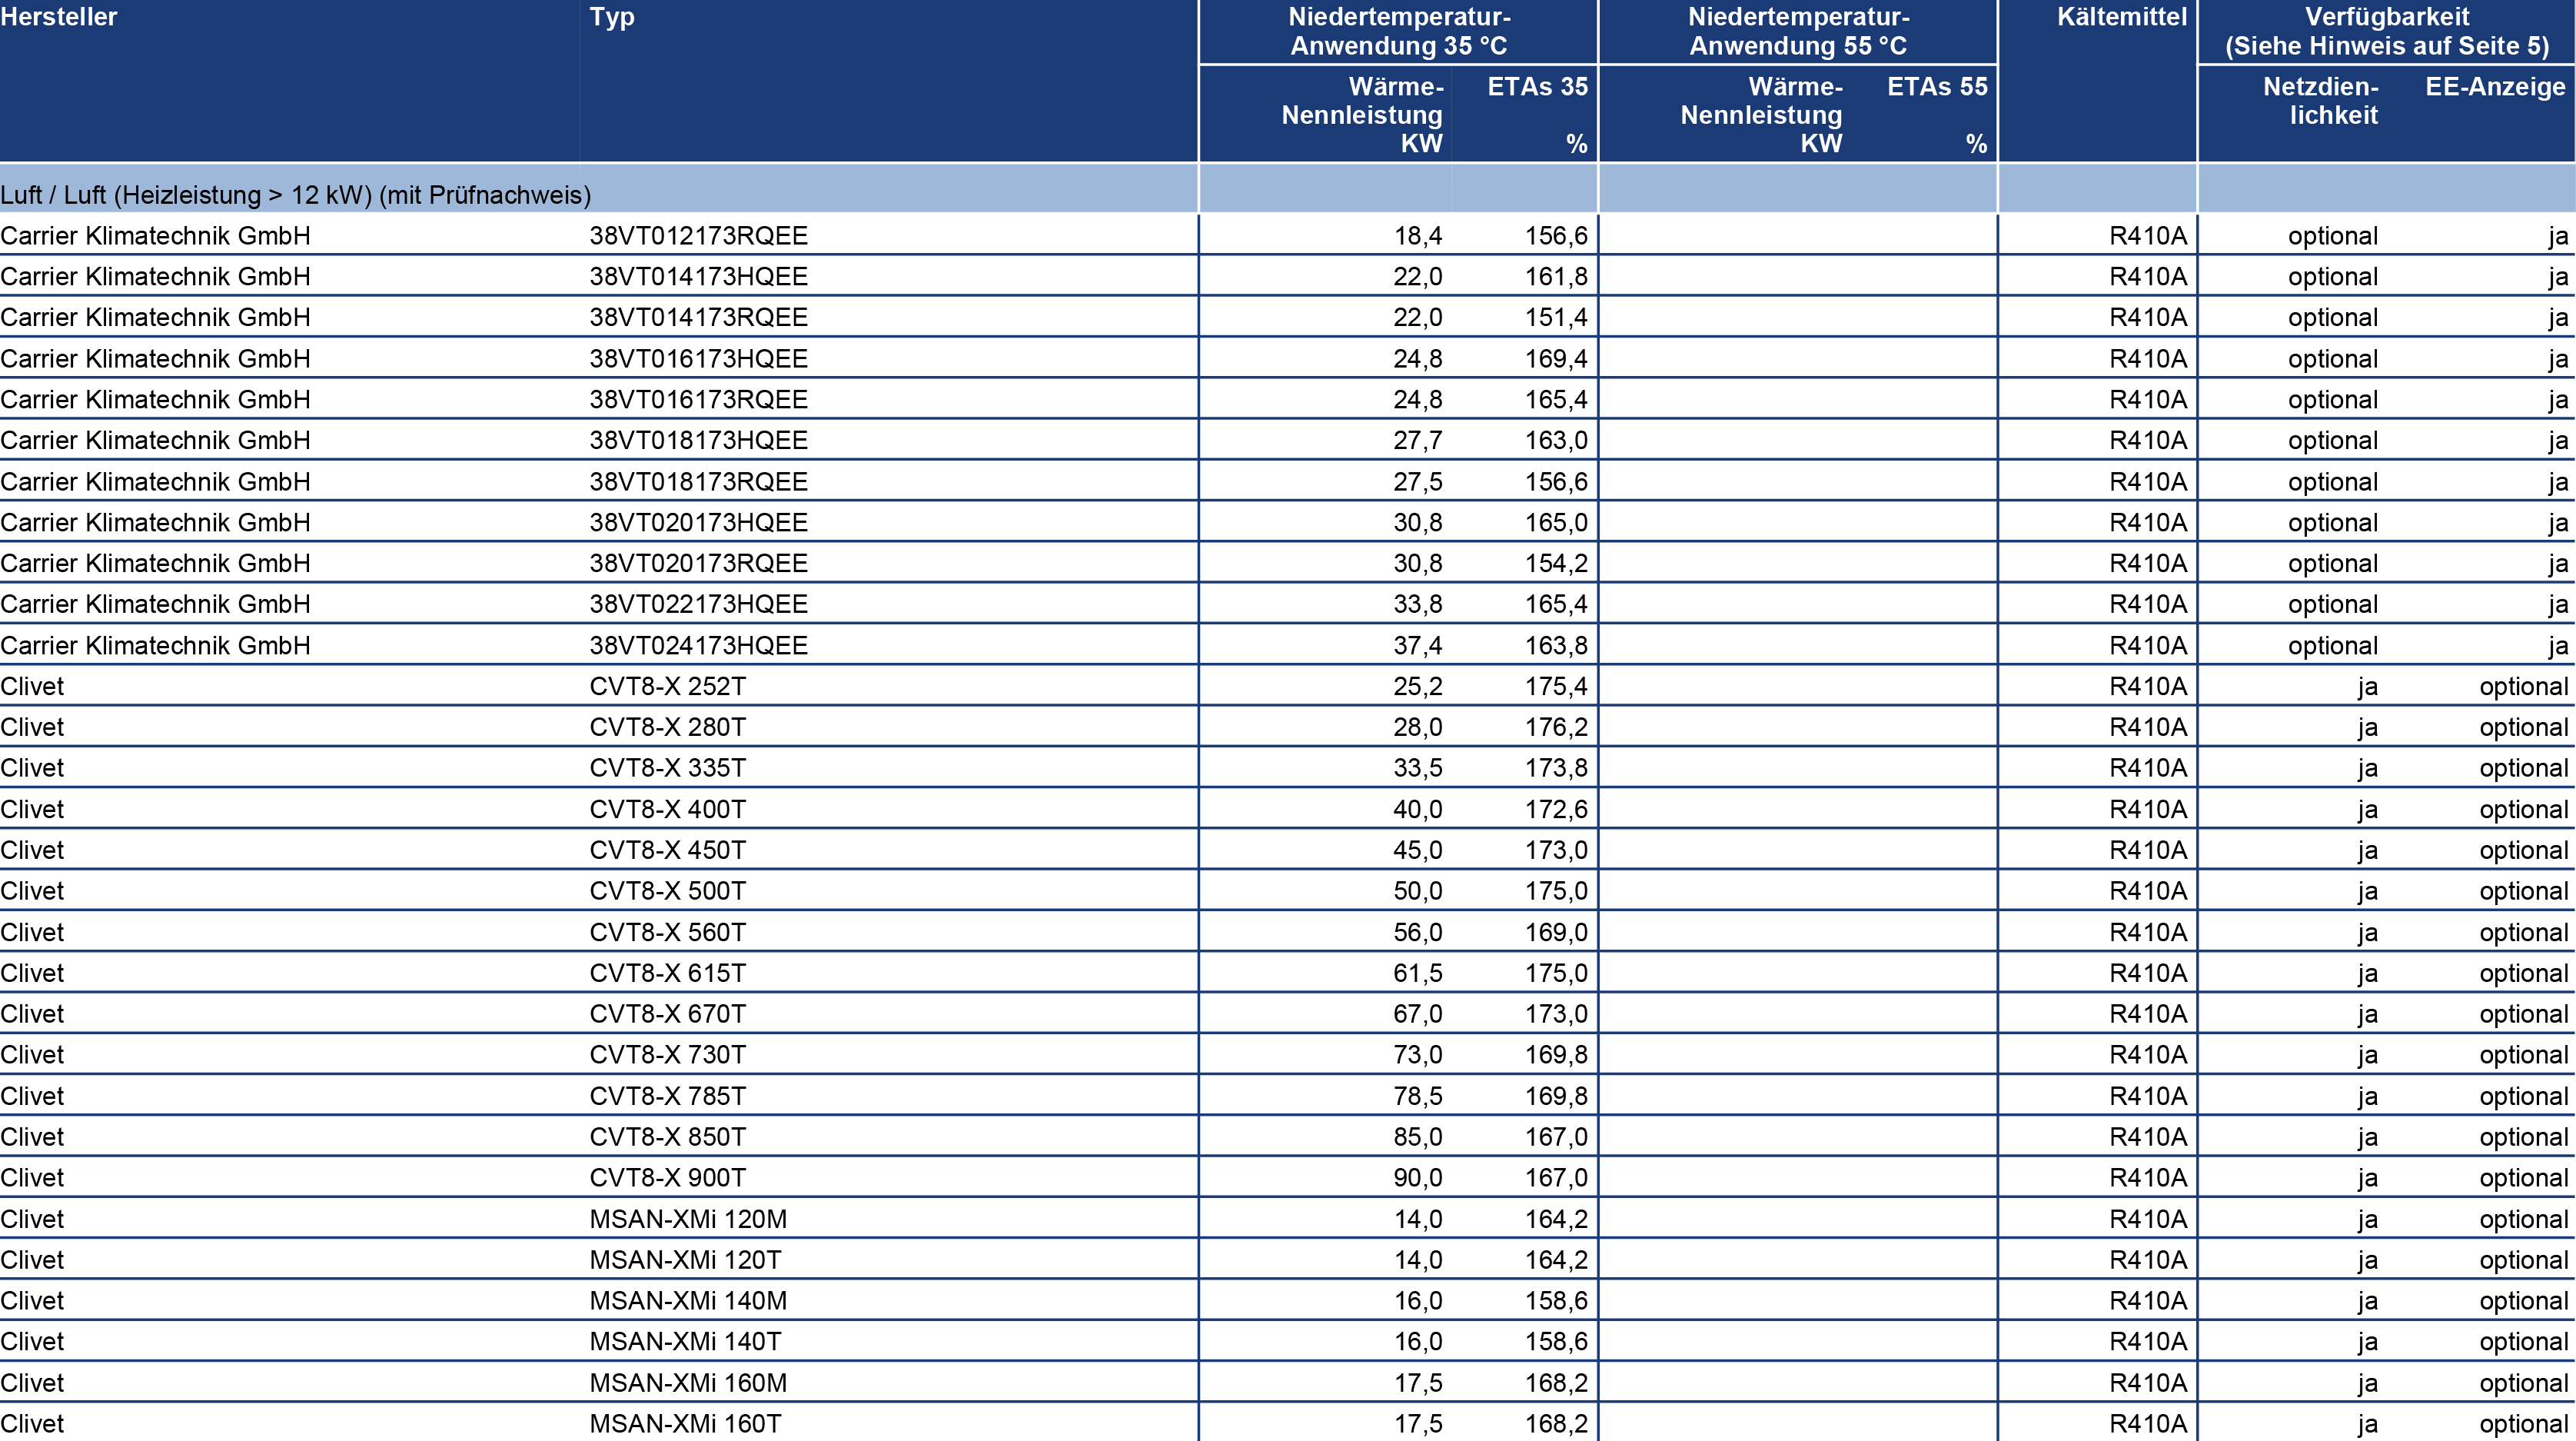 Hersteller Typ Niedertemperatur- Niedertemperatur- Kältemittel Verfügbarkeit
Anwendung 35 °C Anwendung 55 °C (Siehe Hinweis auf Seite 5)
Wärme- ETAs 35 Wärme- ETAs 55 Netzdien- EE-Anzeige
Nennleistung Nennleistung lichkeit
KW % KW %
Luft / Luft (Heizleistung > 12 kW) (mit Prüfnachweis)
Carrier Klimatechnik GmbH 38VT012173RQEE 18,4 156,6 R410A optional ja
Carrier Klimatechnik GmbH 38VT014173HQEE 22,0 161,8 R410A optional ja
Carrier Klimatechnik GmbH 38VT014173RQEE 22,0 151,4 R410A optional ja
Carrier Klimatechnik GmbH 38VT016173HQEE 24,8 169,4 R410A optional ja
Carrier Klimatechnik GmbH 38VT016173RQEE 24,8 165,4 R410A optional ja
Carrier Klimatechnik GmbH 38VT018173HQEE 27,7 163,0 R410A optional ja
Carrier Klimatechnik GmbH 38VT018173RQEE 27,5 156,6 R410A optional ja
Carrier Klimatechnik GmbH 38VT020173HQEE 30,8 165,0 R410A optional ja
Carrier Klimatechnik GmbH 38VT020173RQEE 30,8 154,2 R410A optional ja
Carrier Klimatechnik GmbH 38VT022173HQEE 33,8 165,4 R410A optional ja
Carrier Klimatechnik GmbH 38VT024173HQEE 37,4 163,8 R410A optional ja
Clivet CVT8-X 252T 25,2 175,4 R410A ja optional
Clivet CVT8-X 280T 28,0 176,2 R410A ja optional
Clivet CVT8-X 335T 33,5 173,8 R410A ja optional
Clivet CVT8-X 400T 40,0 172,6 R410A ja optional
Clivet CVT8-X 450T 45,0 173,0 R410A ja optional
Clivet CVT8-X 500T 50,0 175,0 R410A ja optional
Clivet CVT8-X 560T 56,0 169,0 R410A ja optional
Clivet CVT8-X 615T 61,5 175,0 R410A ja optional
Clivet CVT8-X 670T 67,0 173,0 R410A ja optional
Clivet CVT8-X 730T 73,0 169,8 R410A ja optional
Clivet CVT8-X 785T 78,5 169,8 R410A ja optional
Clivet CVT8-X 850T 85,0 167,0 R410A ja optional
Clivet CVT8-X 900T 90,0 167,0 R410A ja optional
Clivet MSAN-XMi 120M 14,0 164,2 R410A ja optional
Clivet MSAN-XMi 120T 14,0 164,2 R410A ja optional
Clivet MSAN-XMi 140M 16,0 158,6 R410A ja optional
Clivet MSAN-XMi 140T 16,0 158,6 R410A ja optional
Clivet MSAN-XMi 160M 17,5 168,2 R410A ja optional
Clivet MSAN-XMi 160T 17,5 168,2 R410A ja optional